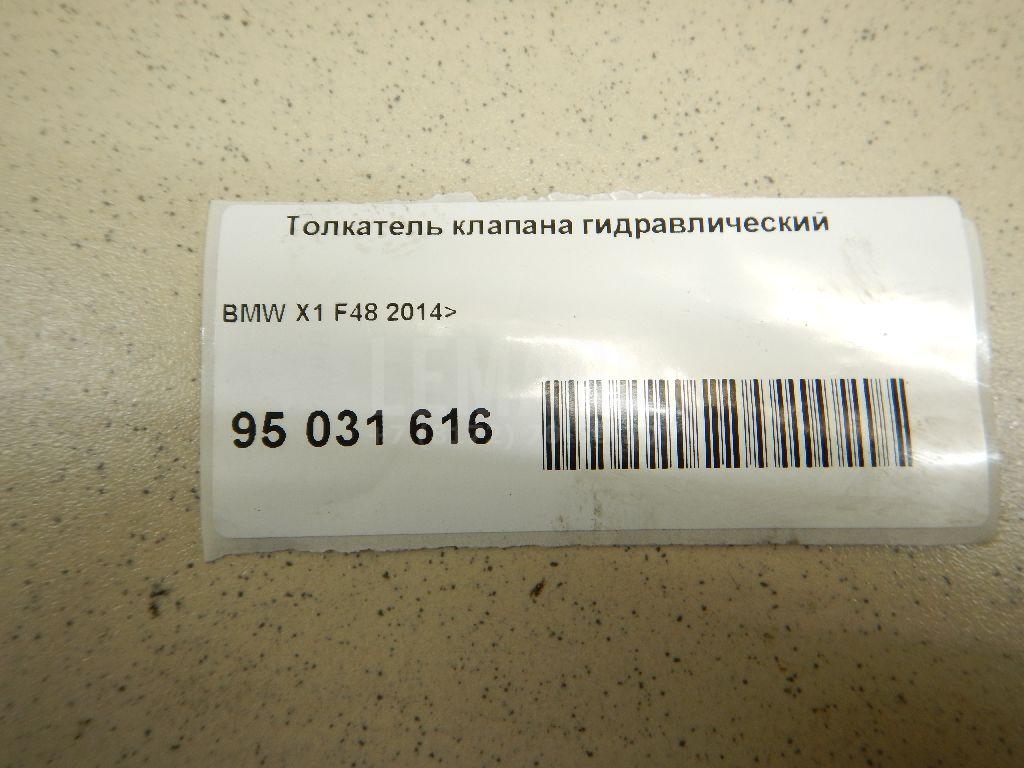 Толкатель клапана гидравлический
BMW X1 F48 2014>
95 031 616